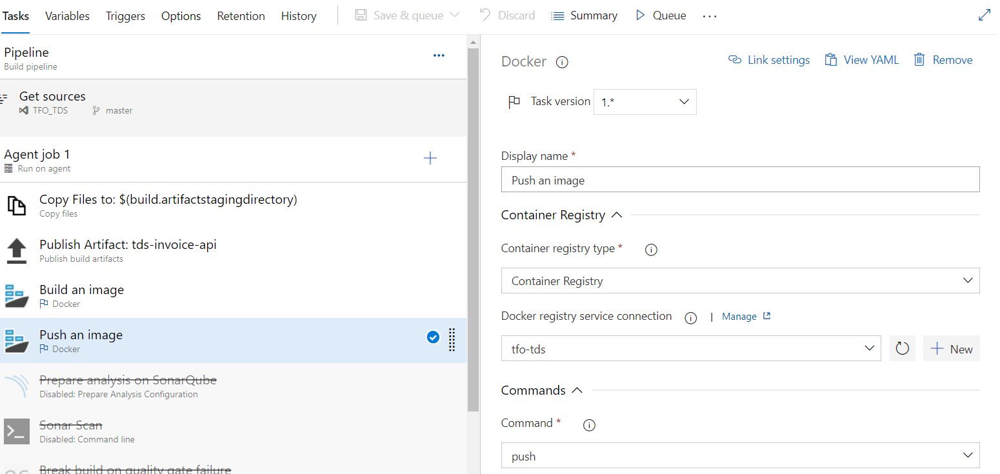 Tasks Variables Triggers Options Retention History Save & queue Discard Summary Queue ...
Pipeline
Build pipeline
Get sources
TFO_TDS master
Agent job 1
Run on agent
Copy Files to: $(build.artifactstagingdirectory)
Copy files
Publish Artifact: tds-invoice-api
Publish build artifacts
Build an image
Docker
Push an image
Docker
Prepare analysis on SonarQube
Disabled: Prepare Analysis Configuration
Sonar Scan
Disabled: Command line
Break build on quality gate failure
Docker Link settings View YAML Remove
Task version 1.*
Display name *
Push an image
Container Registry
Container registry type *
Container Registry
Docker registry service connection | Manage
tfo-tds New
Commands
Command *
push